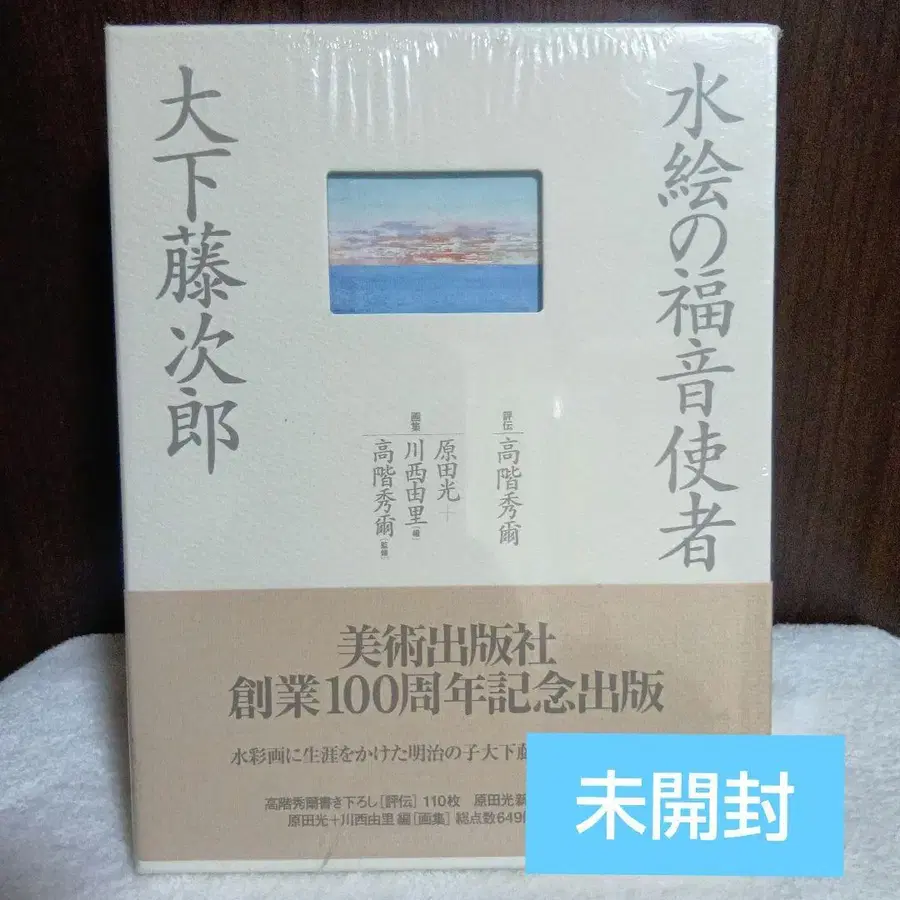 水絵の福音使者
大下藤次郎
評伝
高階秀爾
画集
原田光+
川西由里[編]
高階秀爾[監修]
美術出版社
創業100周年記念出版
水彩画に生涯をかけた明治の子大下藤
高階秀爾書き下ろし[評伝] 110枚 原田光
原田光+川西由里 編[画集] 総点数649
未開封